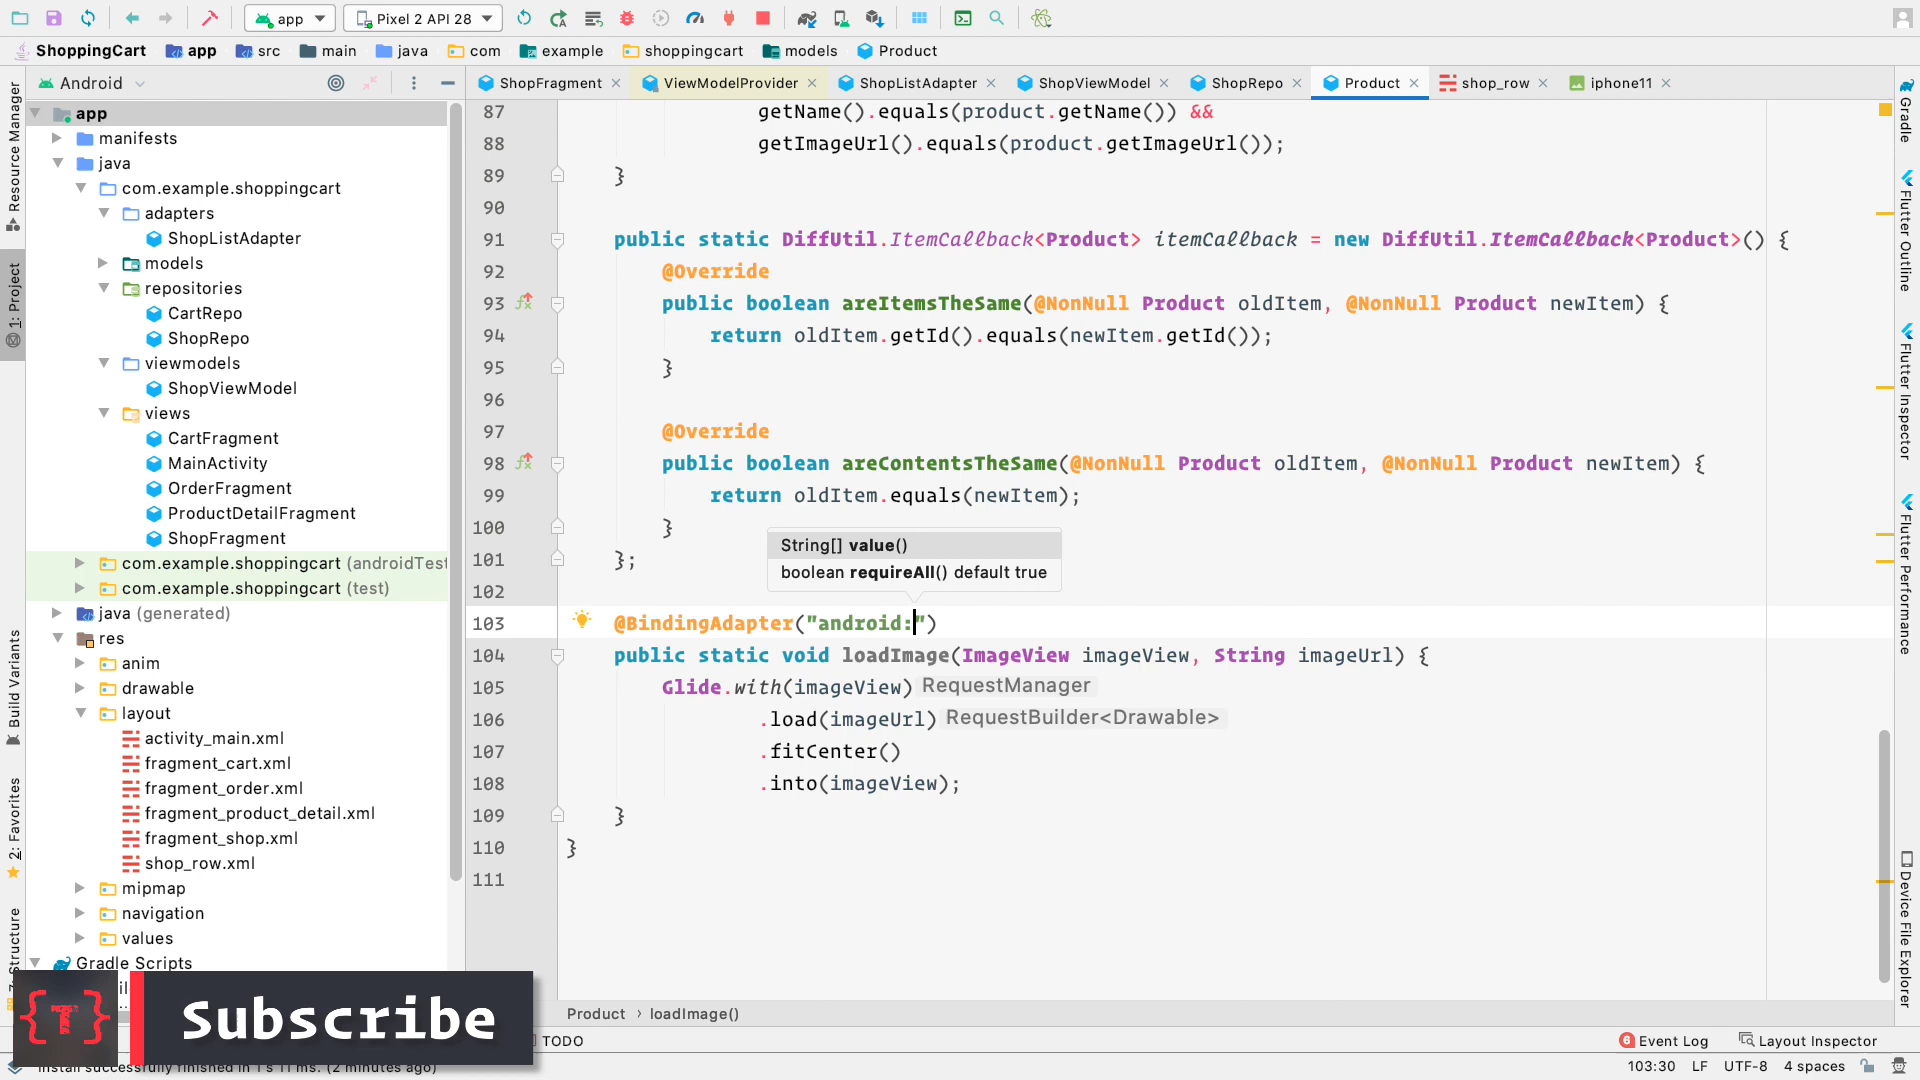 app
Pixel 2 API 28
ShoppingCart
app
src
main
java
com
example
shoppingcart
models
Product
Android
ShopFragment
ViewModelProvider
ShopListAdapter
ShopViewModel
ShopRepo
Product
shop_row
iphone11
Resource Manager
1: Project
Build Variants
2: Favorites
app
manifests
java
com.example.shoppingcart
adapters
ShopListAdapter
models
repositories
CartRepo
ShopRepo
viewmodels
ShopViewModel
views
CartFragment
MainActivity
OrderFragment
ProductDetailFragment
ShopFragment
com.example.shoppingcart (androidTest
com.example.shoppingcart (test)
java (generated)
res
anim
drawable
layout
activity_main.xml
fragment_cart.xml
fragment_order.xml
fragment_product_detail.xml
fragment_shop.xml
shop_row.xml
mipmap
navigation
values
Gradle Scripts
87 getName().equals(product.getName()) &&
88 getImageUrl().equals(product.getImageUrl());
89 }
90
91 public static DiffUtil.ItemCallback<Product> itemCallback = new DiffUtil.ItemCallback<Product>() {
92 @Override
93 public boolean areItemsTheSame(@NonNull Product oldItem, @NonNull Product newItem) {
94 return oldItem.getId().equals(newItem.getId());
95 }
96
97 @Override
98 public boolean areContentsTheSame(@NonNull Product oldItem, @NonNull Product newItem) {
99 return oldItem.equals(newItem);
100 }
String[] value()
101 };
boolean requireAll() default true
102
103 @BindingAdapter("android:")
104 public static void loadImage(ImageView imageView, String imageUrl) {
105 Glide.with(imageView) RequestManager
106 .load(imageUrl) RequestBuilder<Drawable>
107 .fitCenter()
108 .into(imageView);
109 }
110 }
111
Gradle
Flutter Outline
Flutter Inspector
Flutter Performance
Device File Explorer
{T}
Subscribe
Product › loadImage()
TODO
6 Event Log
Layout Inspector
103:30 LF UTF-8 4 spaces